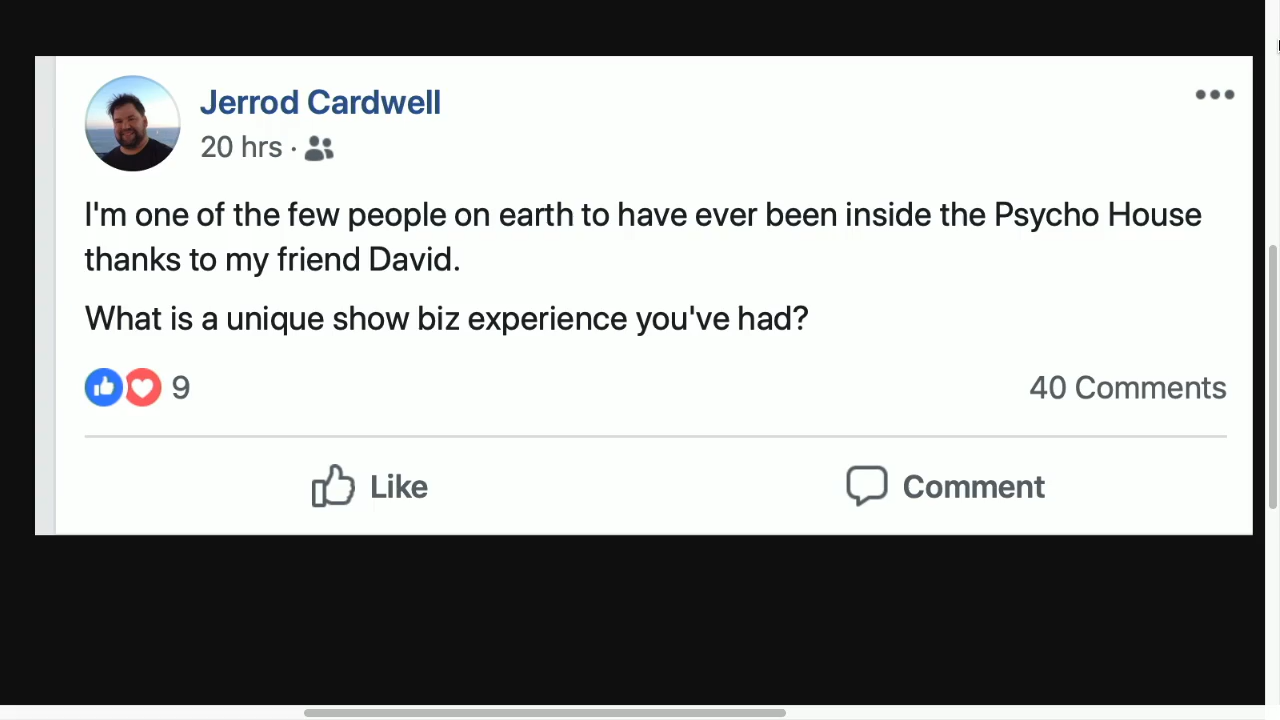 Jerrod Cardwell
20 hrs ·
I'm one of the few people on earth to have ever been inside the Psycho House
thanks to my friend David.
What is a unique show biz experience you've had?
9
40 Comments
Like
Comment